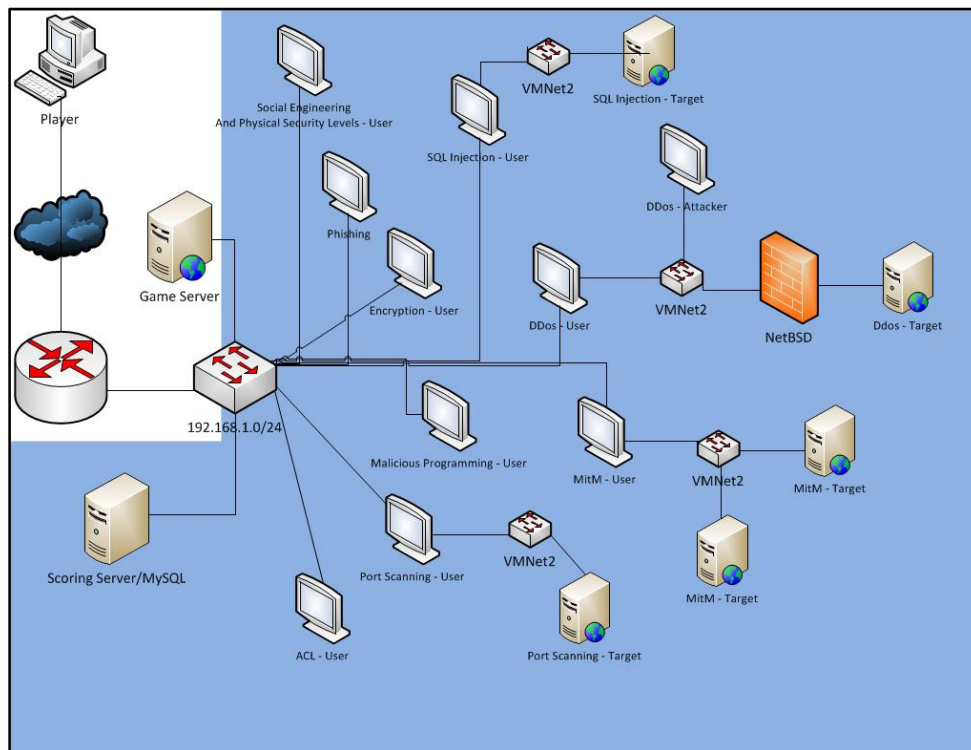 Player
Social Engineering
And Physical Security Levels - User
VMNet2
SQL Injection - Target
SQL Injection - User
Phishing
DDos - Attacker
Game Server
Encryption - User
DDos - User
VMNet2
NetBSD
Ddos - Target
192.168.1.0/24
Malicious Programming - User
MitM - User
VMNet2
MitM - Target
Scoring Server/MySQL
Port Scanning - User
VMNet2
MitM - Target
ACL - User
Port Scanning - Target